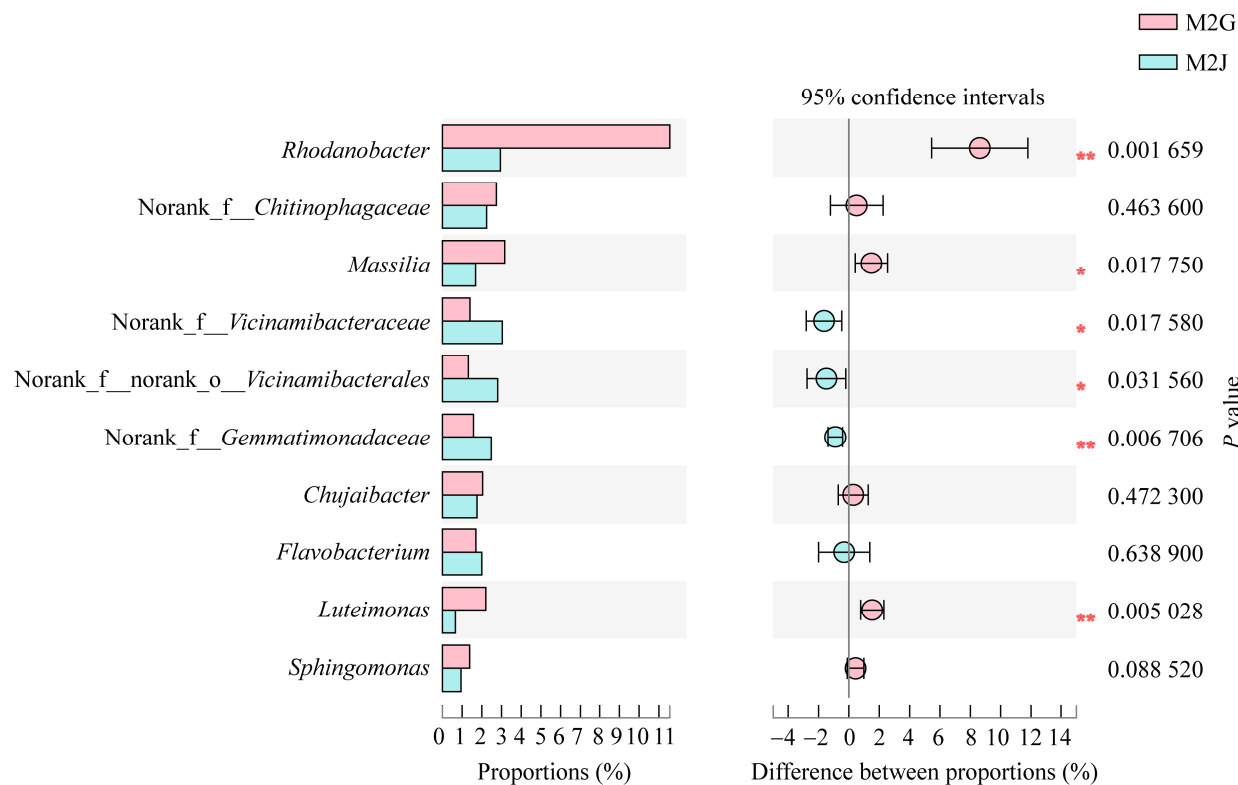 M2G
M2J
95% confidence intervals
Rhodanobacter ** 0.001 659
Norank_f__Chitinophagaceae 0.463 600
Massilia * 0.017 750
Norank_f__Vicinamibacteraceae * 0.017 580
Norank_f__norank_o__Vicinamibacterales * 0.031 560
Norank_f__Gemmatimonadaceae ** 0.006 706
Chujaibacter 0.472 300
Flavobacterium 0.638 900
Luteimonas ** 0.005 028
Sphingomonas 0.088 520
P value
0 1 2 3 4 5 6 7 8 9 10 11
−4 −2 0 2 4 6 8 10 12 14
Proportions (%)
Difference between proportions (%)